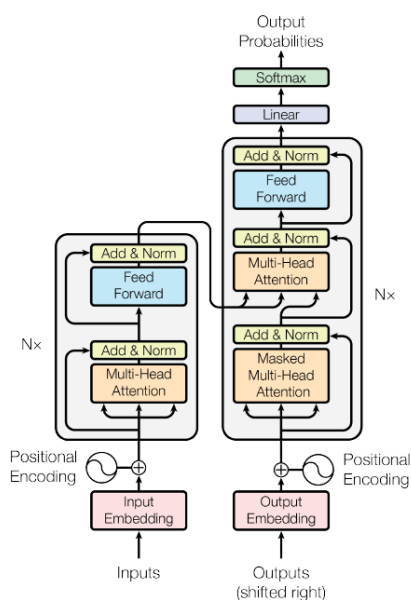 Output
Probabilities
Softmax
Linear
Add & Norm
Feed
Forward
Add & Norm
Multi-Head
Attention
Nx
Add & Norm
Masked
Multi-Head
Attention
Add & Norm
Feed
Forward
Nx
Add & Norm
Multi-Head
Attention
Positional
Encoding
Positional
Encoding
Input
Embedding
Output
Embedding
Inputs
Outputs
(shifted right)